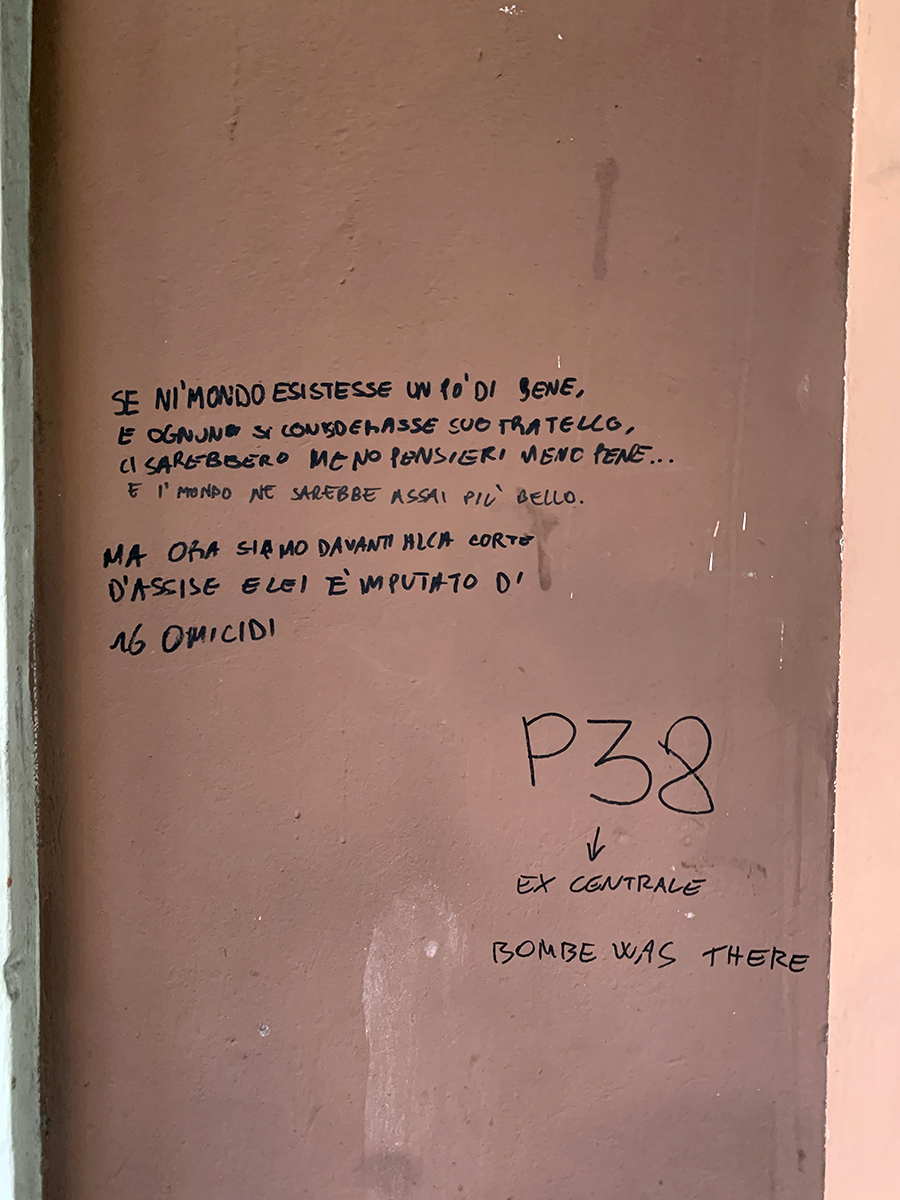 SE NI'MONDO ESISTESSE UN PO' DI BENE,
E OGNUNO SI CONSIDERASSE SUO FRATELLO,
CI SAREBBERO MENO PENSIERI MENO PENE...
E I' MONDO NE SAREBBE ASSAI PIÙ BELLO.
MA ORA SIAMO DAVANTI ALLA CORTE
D'ASSISE E LEI È IMPUTATO D'
16 OMICIDI
P38
↓
EX CENTRALE
BOMBE WAS THERE